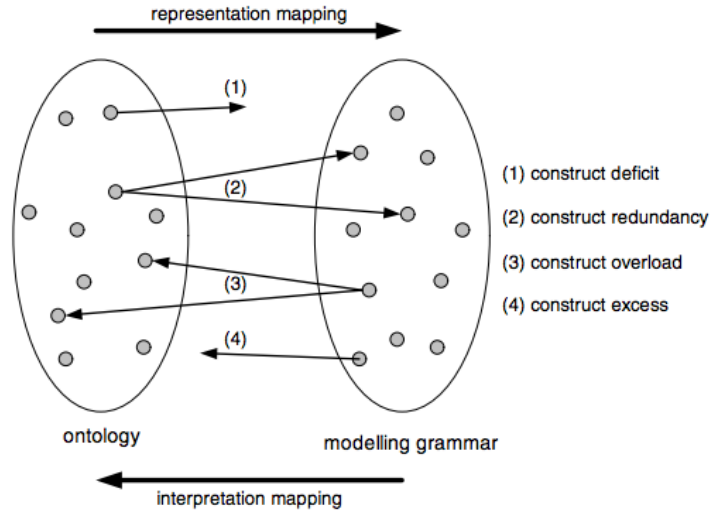 representation mapping
(1)
(2)
(3)
(4)
(1) construct deficit
(2) construct redundancy
(3) construct overload
(4) construct excess
ontology
modelling grammar
interpretation mapping